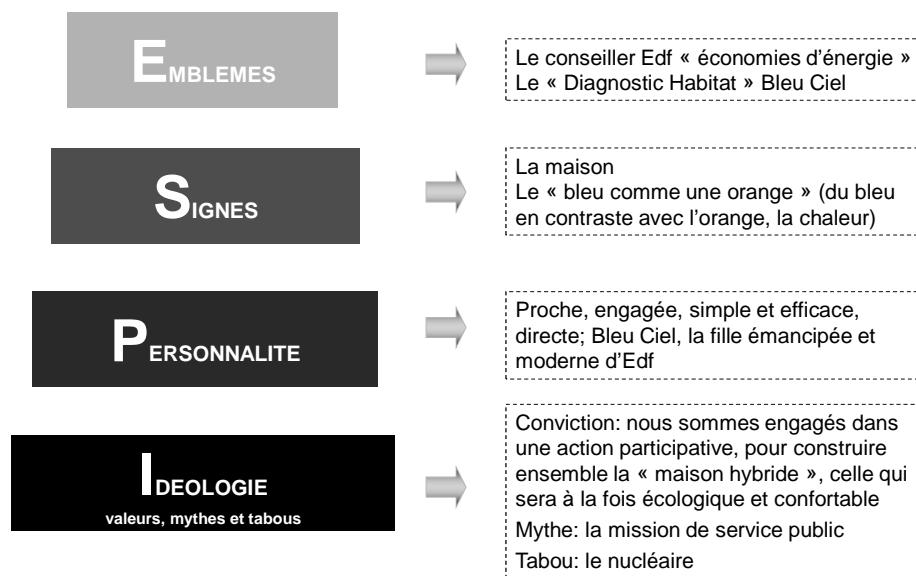 EMBLEMES
Le conseiller Edf « économies d'énergie »
Le « Diagnostic Habitat » Bleu Ciel
SIGNES
La maison
Le « bleu comme une orange » (du bleu
en contraste avec l'orange, la chaleur)
PERSONNALITE
Proche, engagée, simple et efficace,
directe; Bleu Ciel, la fille émancipée et
moderne d'Edf
IDEOLOGIE
valeurs, mythes et tabous
Conviction: nous sommes engagés dans
une action participative, pour construire
ensemble la « maison hybride », celle qui
sera à la fois écologique et confortable
Mythe: la mission de service public
Tabou: le nucléaire